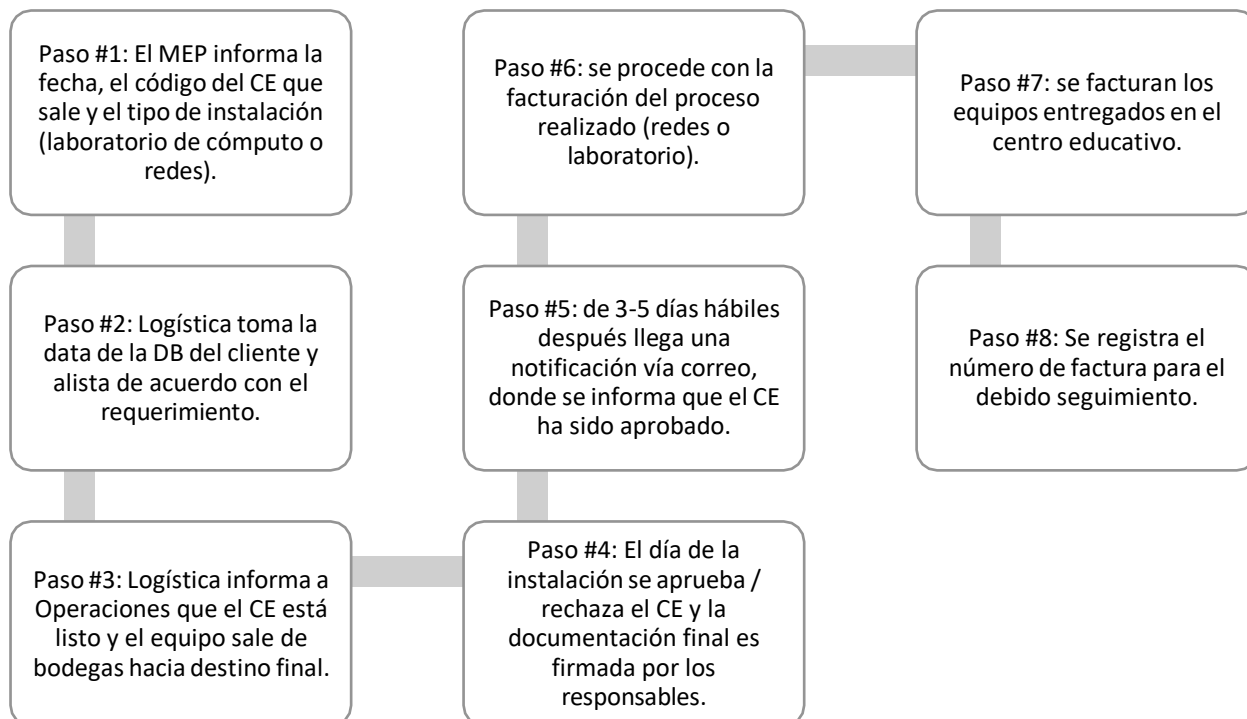 Paso #1: El MEP informa la
fecha, el código del CE que
sale y el tipo de instalación
(laboratorio de cómputo o
redes).
Paso #2: Logística toma la
data de la DB del cliente y
alista de acuerdo con el
requerimiento.
Paso #3: Logística informa a
Operaciones que el CE está
listo y el equipo sale de
bodegas hacia destino final.
Paso #4: El día de la
instalación se aprueba /
rechaza el CE y la
documentación final es
firmada por los
responsables.
Paso #5: de 3-5 días hábiles
después llega una
notificación vía correo,
donde se informa que el CE
ha sido aprobado.
Paso #6: se procede con la
facturación del proceso
realizado (redes o
laboratorio).
Paso #7: se facturan los
equipos entregados en el
centro educativo.
Paso #8: Se registra el
número de factura para el
debido seguimiento.